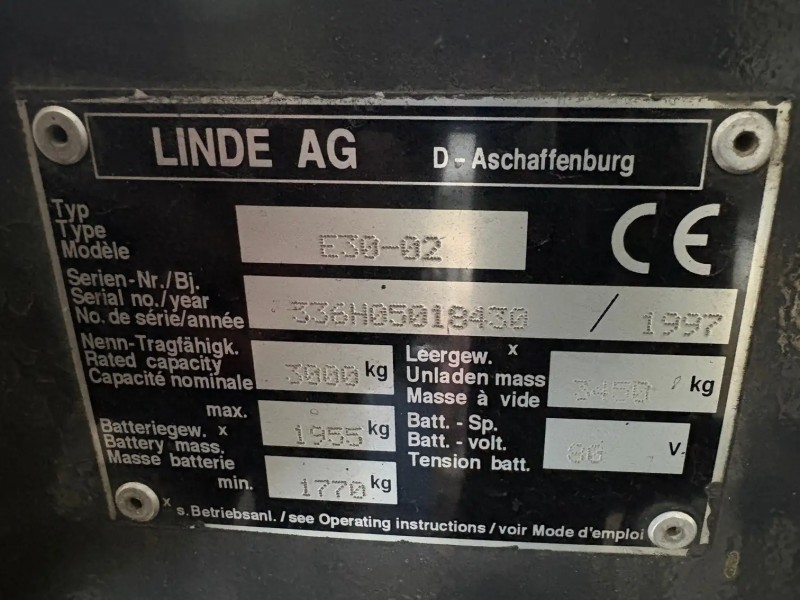 LINDE AG D-Aschaffenburg
Typ
Type
Modèle
E30-02
CE
Serien-Nr./Bj.
Serial no./year
No. de série/année
336H05018430 / 1997
Nenn-Tragfähigk.
Rated capacity
Capacité nominale
3000 kg
Leergew. x
Unladen mass
Masse à vide
3450 kg
max.
Batteriegew. x
Battery mass.
Masse batterie
min.
1955 kg
1770 kg
Batt. - Sp.
Batt. - volt.
Tension batt.
80 V
x s. Betriebsanl. / see Operating instructions / voir Mode d'emploi